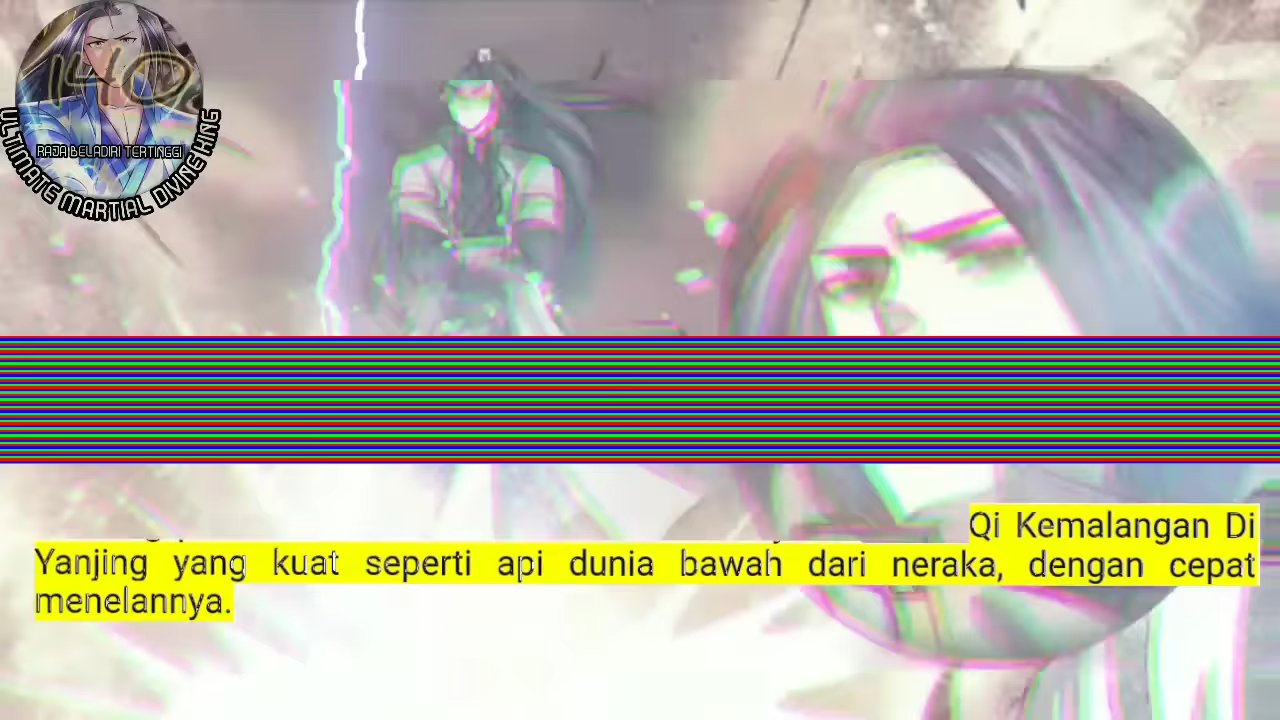 RAJA BELADIRI TERTINGGI
ULTIMATE MARTIAL DIVINE KING
Qi Kemalangan Di
Yanjing yang kuat seperti api dunia bawah dari neraka, dengan cepat
menelannya.